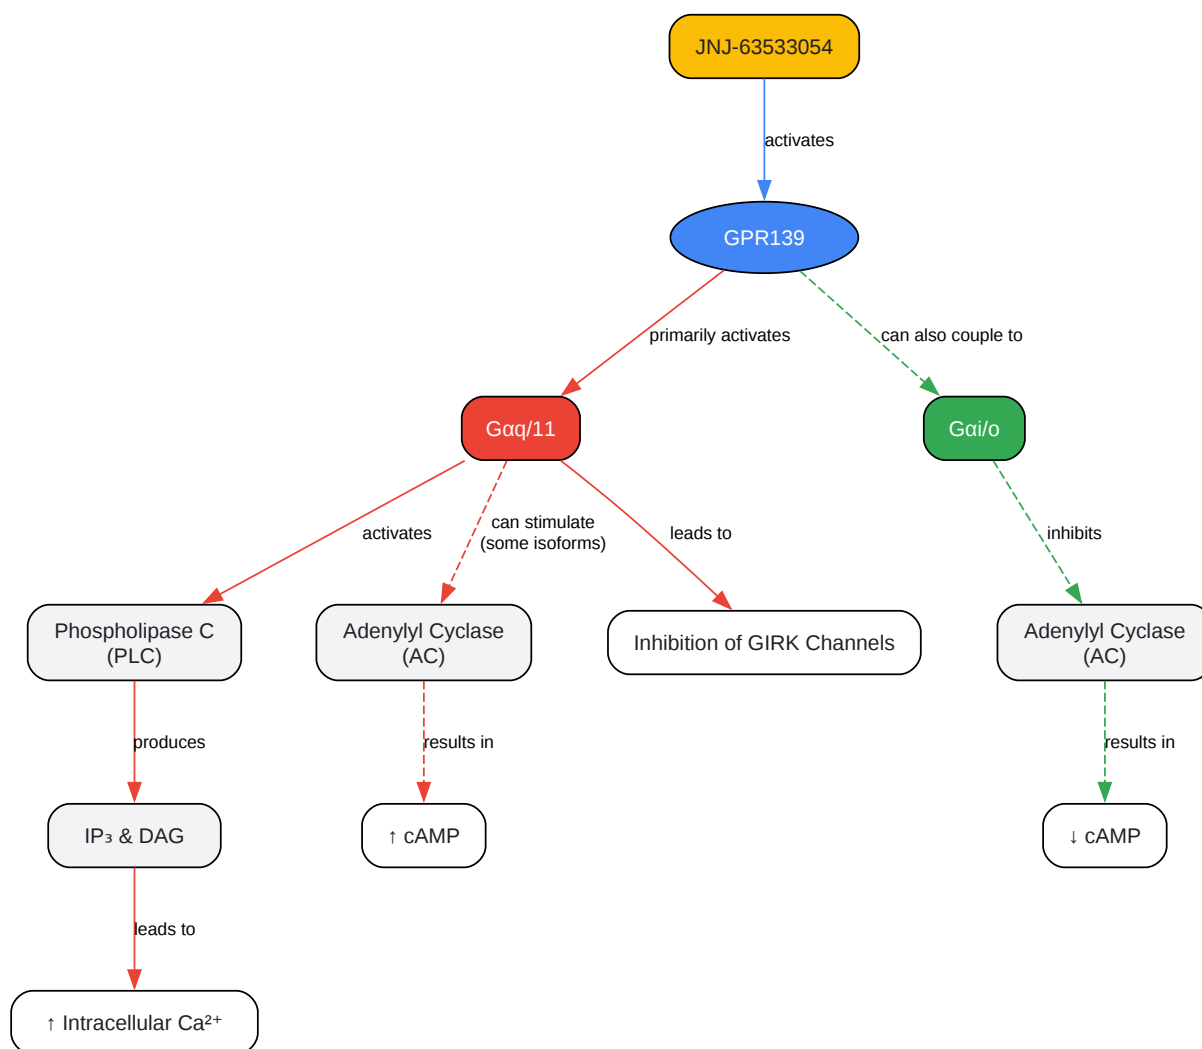 JNJ-63533054
activates
GPR139
primarily activates
can also couple to
Gαq/11
Gαi/o
activates
can stimulate
(some isoforms)
leads to
inhibits
Phospholipase C
(PLC)
Adenylyl Cyclase
(AC)
Inhibition of GIRK Channels
Adenylyl Cyclase
(AC)
produces
results in
results in
IP₃ & DAG
↑ cAMP
↓ cAMP
leads to
↑ Intracellular Ca²⁺